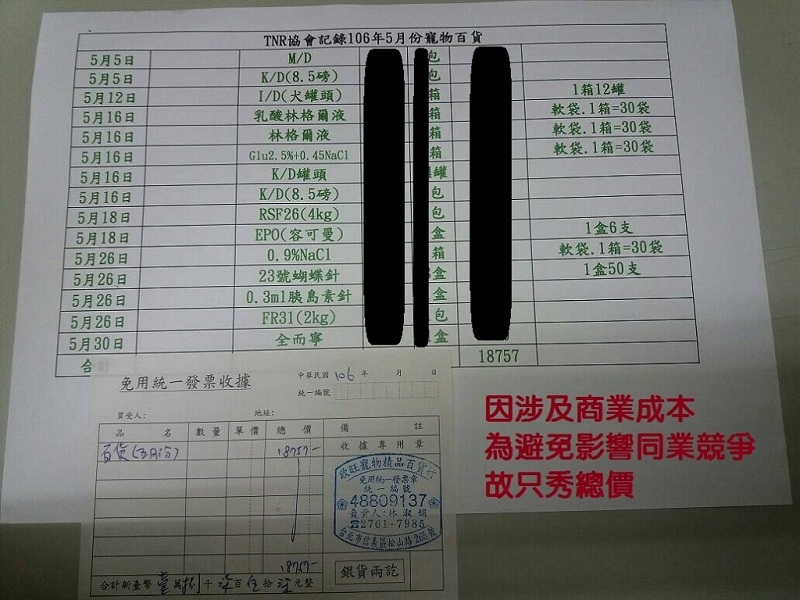 TNR協會記錄106年5月份寵物百貨
5月5日 M/D 包
5月5日 K/D(8.5磅) 包
5月12日 I/D(犬罐頭) 箱 1箱12罐
5月16日 乳酸林格爾液 箱 軟袋.1箱=30袋
5月16日 林格爾液 箱 軟袋.1箱=30袋
5月16日 Glu2.5%+0.45NaCl 箱 軟袋.1箱=30袋
5月16日 K/D罐頭 罐
5月16日 K/D(8.5磅) 包
5月18日 RSF26(4kg) 包
5月18日 EPO(容可曼) 盒 1盒6支
5月26日 0.9%NaCl 箱 軟袋.1箱=30袋
5月26日 23號蝴蝶針 盒 1盒50支
5月26日 0.3ml胰島素針 盒
5月26日 FR31(2kg) 包
5月30日 全而寧 盒
合 18757
免用統一發票收據
中華民國 106 年 月 日
統一編號
買受人: 地址:
品名 數量 單價 總價 備註
百貨(5月份) 18757-
收據專用章
欣旺寵物精品百貨行
免用統一發票章
統一編號
48809137
負責人:林淑娟
☎2761-7985
台北市信義區松山路265號
18757-
合計新臺幣 壹萬捌千柒百伍拾柒元整
銀貨兩訖
因涉及商業成本
為避免影響同業競爭
故只秀總價